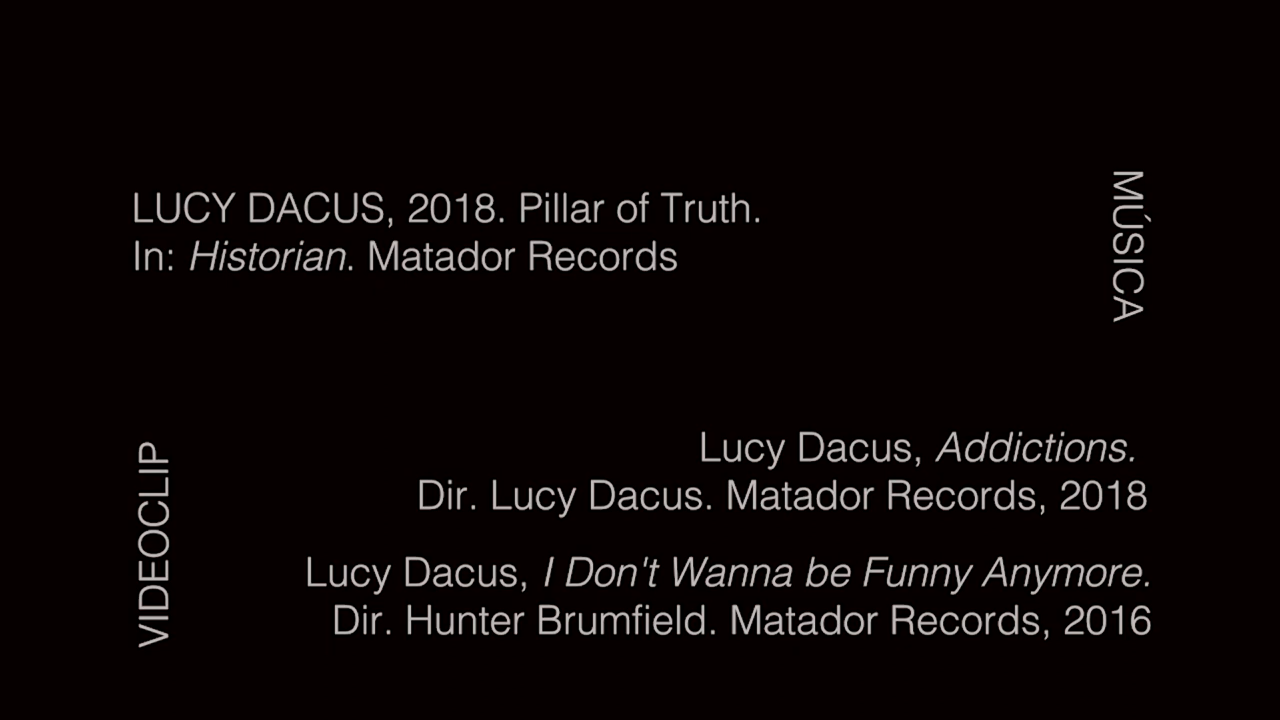 LUCY DACUS, 2018. Pillar of Truth.
In: Historian. Matador Records
MÚSICA
VIDEOCLIP
Lucy Dacus, Addictions.
Dir. Lucy Dacus. Matador Records, 2018
Lucy Dacus, I Don't Wanna be Funny Anymore.
Dir. Hunter Brumfield. Matador Records, 2016